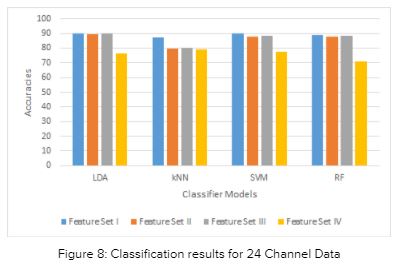 100
90
80
70
60
50
40
30
20
10
0
Accuracies
LDA kNN SVM RF
Classifier Models
Feature Set I Feature Set II Feature Set III Feature Set IV
Figure 8: Classification results for 24 Channel Data